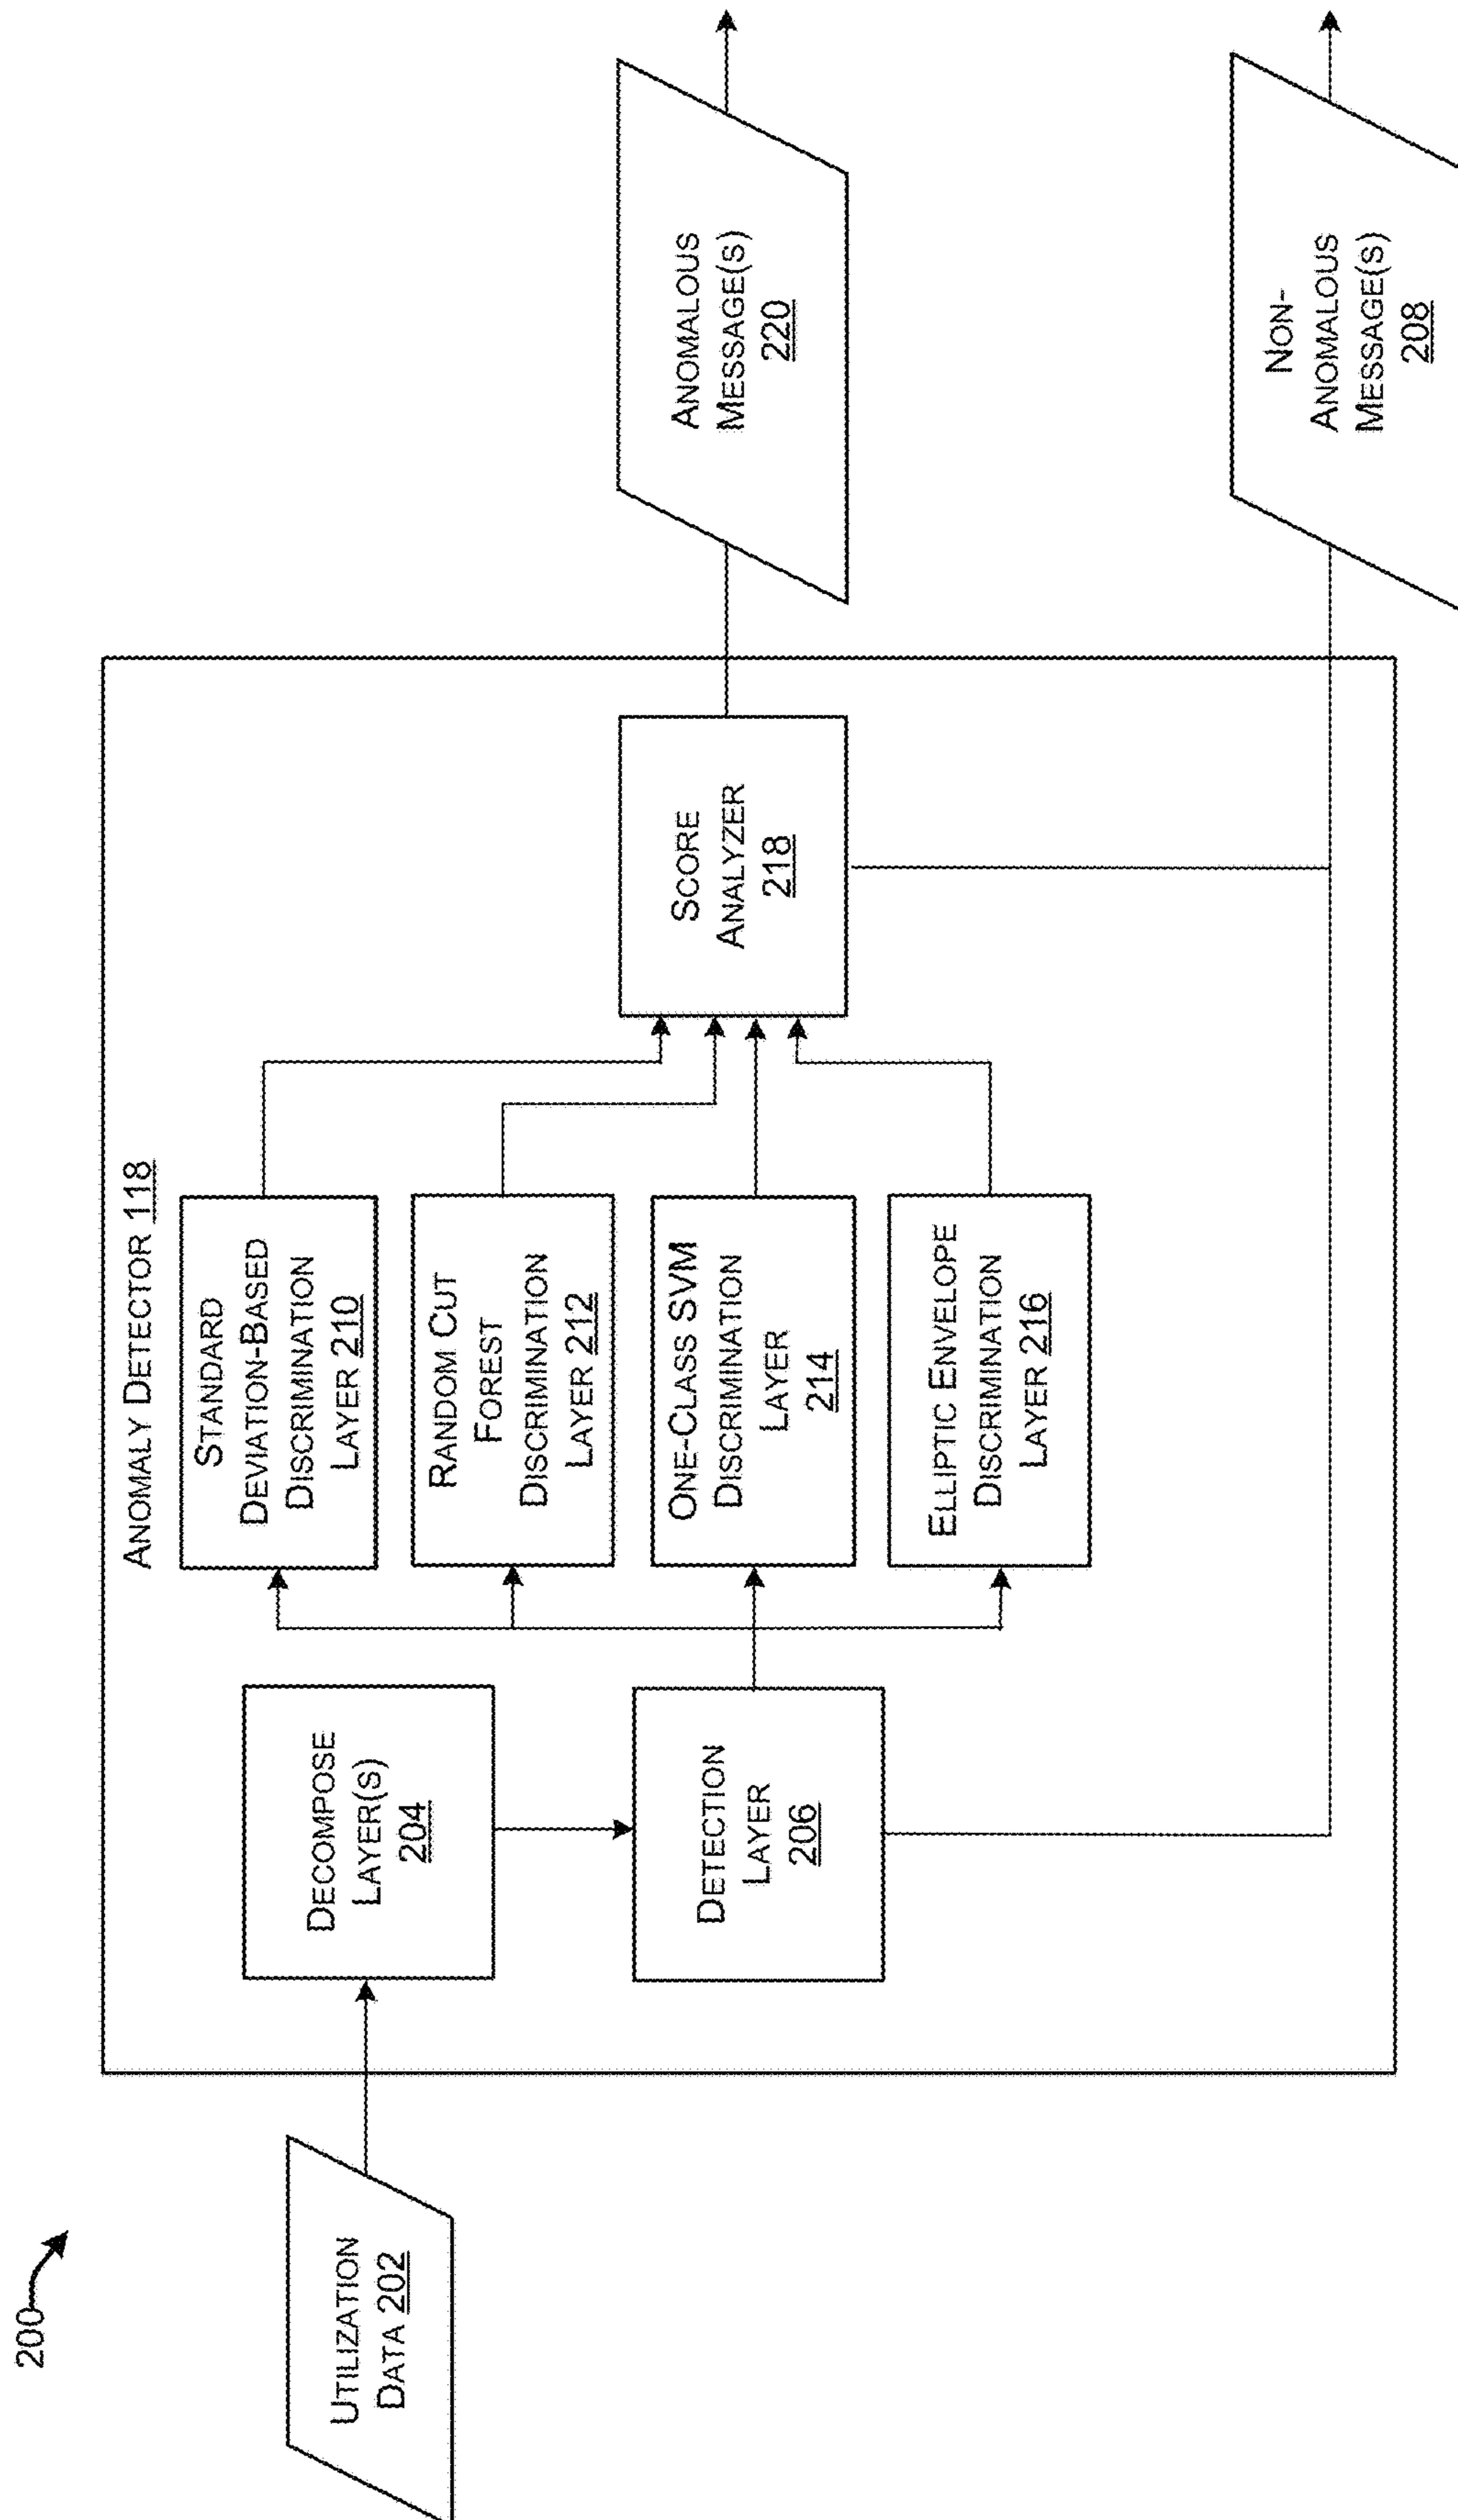 200
UTILIZATION
DATA 202
ANOMALY DETECTOR 118
DECOMPOSE
LAYER(S)
204
DETECTION
LAYER
206
STANDARD
DEVIATION-BASED
DISCRIMINATION
LAYER 210
RANDOM CUT
FOREST
DISCRIMINATION
LAYER 212
ONE-CLASS SVM
DISCRIMINATION
LAYER
214
ELLIPTIC ENVELOPE
DISCRIMINATION
LAYER 216
SCORE
ANALYZER
218
ANOMALOUS
MESSAGE(S)
220
NON-
ANOMALOUS
MESSAGE(S)
208